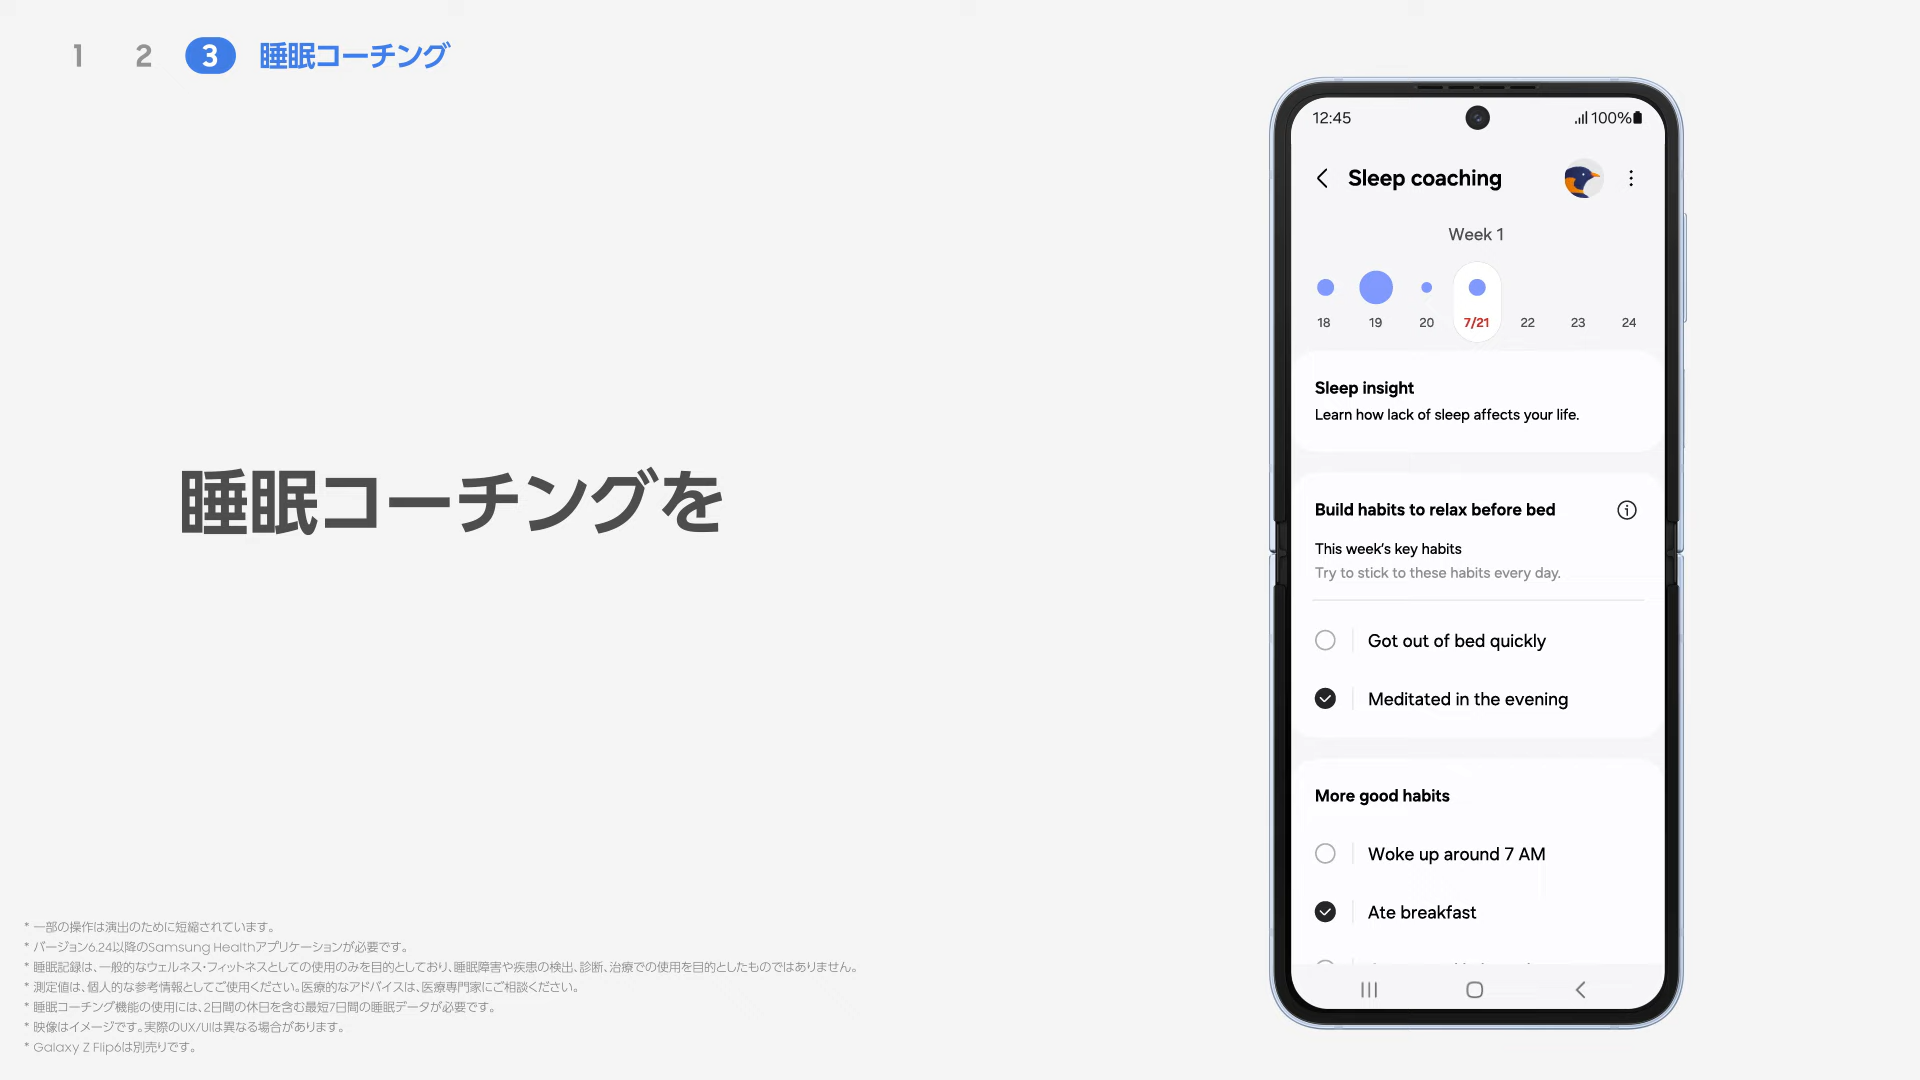 1 2 3 睡眠コーチング
睡眠コーチングを
12:45 100%
Sleep coaching
Week 1
18 19 20 7/21 22 23 24
Sleep insight
Learn how lack of sleep affects your life.
Build habits to relax before bed
This week's key habits
Try to stick to these habits every day.
Got out of bed quickly
Meditated in the evening
More good habits
Woke up around 7 AM
Ate breakfast
* 一部の操作は演出のために短縮されています。
* バージョン6.24以降のSamsung Healthアプリケーションが必要です。
* 睡眠記録は、一般的なウェルネス・フィットネスとしての使用のみを目的としており、睡眠障害や疾患の検出、診断、治療での使用を目的としたものではありません。
* 測定値は、個人的な参考情報としてご使用ください。医療的なアドバイスは、医療専門家にご相談ください。
* 睡眠コーチング機能の使用には、2日間の休日を含む最短7日間の睡眠データが必要です。
* 映像はイメージです。実際のUX/UIは異なる場合があります。
* Galaxy Z Flip6は別売りです。